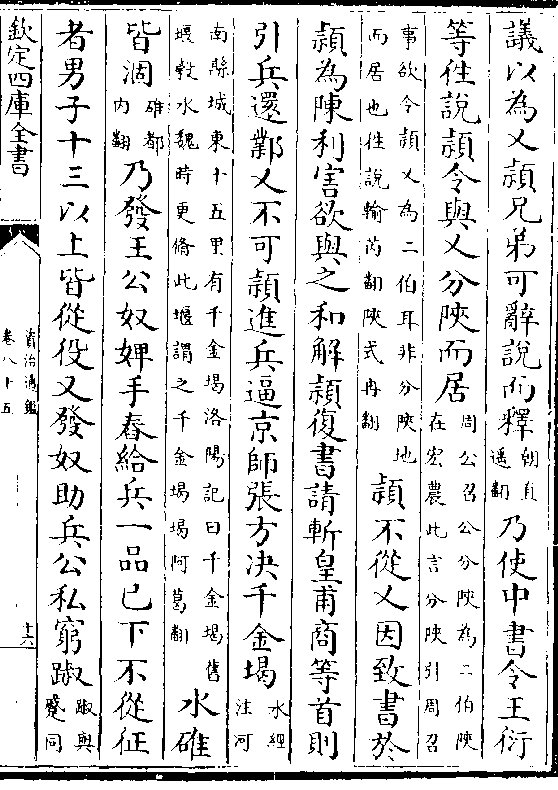 議以為乂穎兄弟可辭說而釋朝直遥翻乃使中書令王衍
等往說穎令與乂分陜而居周公召公分陜為二伯陜在宏農此言分陜引周召
事欲令穎乂為二伯耳非分陜地而居也往說輸芮翻陜式冉翻穎不從乂因致書於
穎為陳利害欲與之和解穎復書請斬皇甫商等首則
引兵還鄴乂不可穎進兵逼京師張方決千金堨水經注河
南縣城東十五里有千金堨洛陽記曰千金堨舊堰榖水魏時更脩此堰謂之千金堨堨阿葛翻水碓
皆涸碓都内翻乃發王公奴婢手舂給兵一品已下不從征
者男子十三以上皆從役又發奴助兵公私窮踧踧與蹙同
欽定四庫全書
資治通鑑
卷八十五
十六